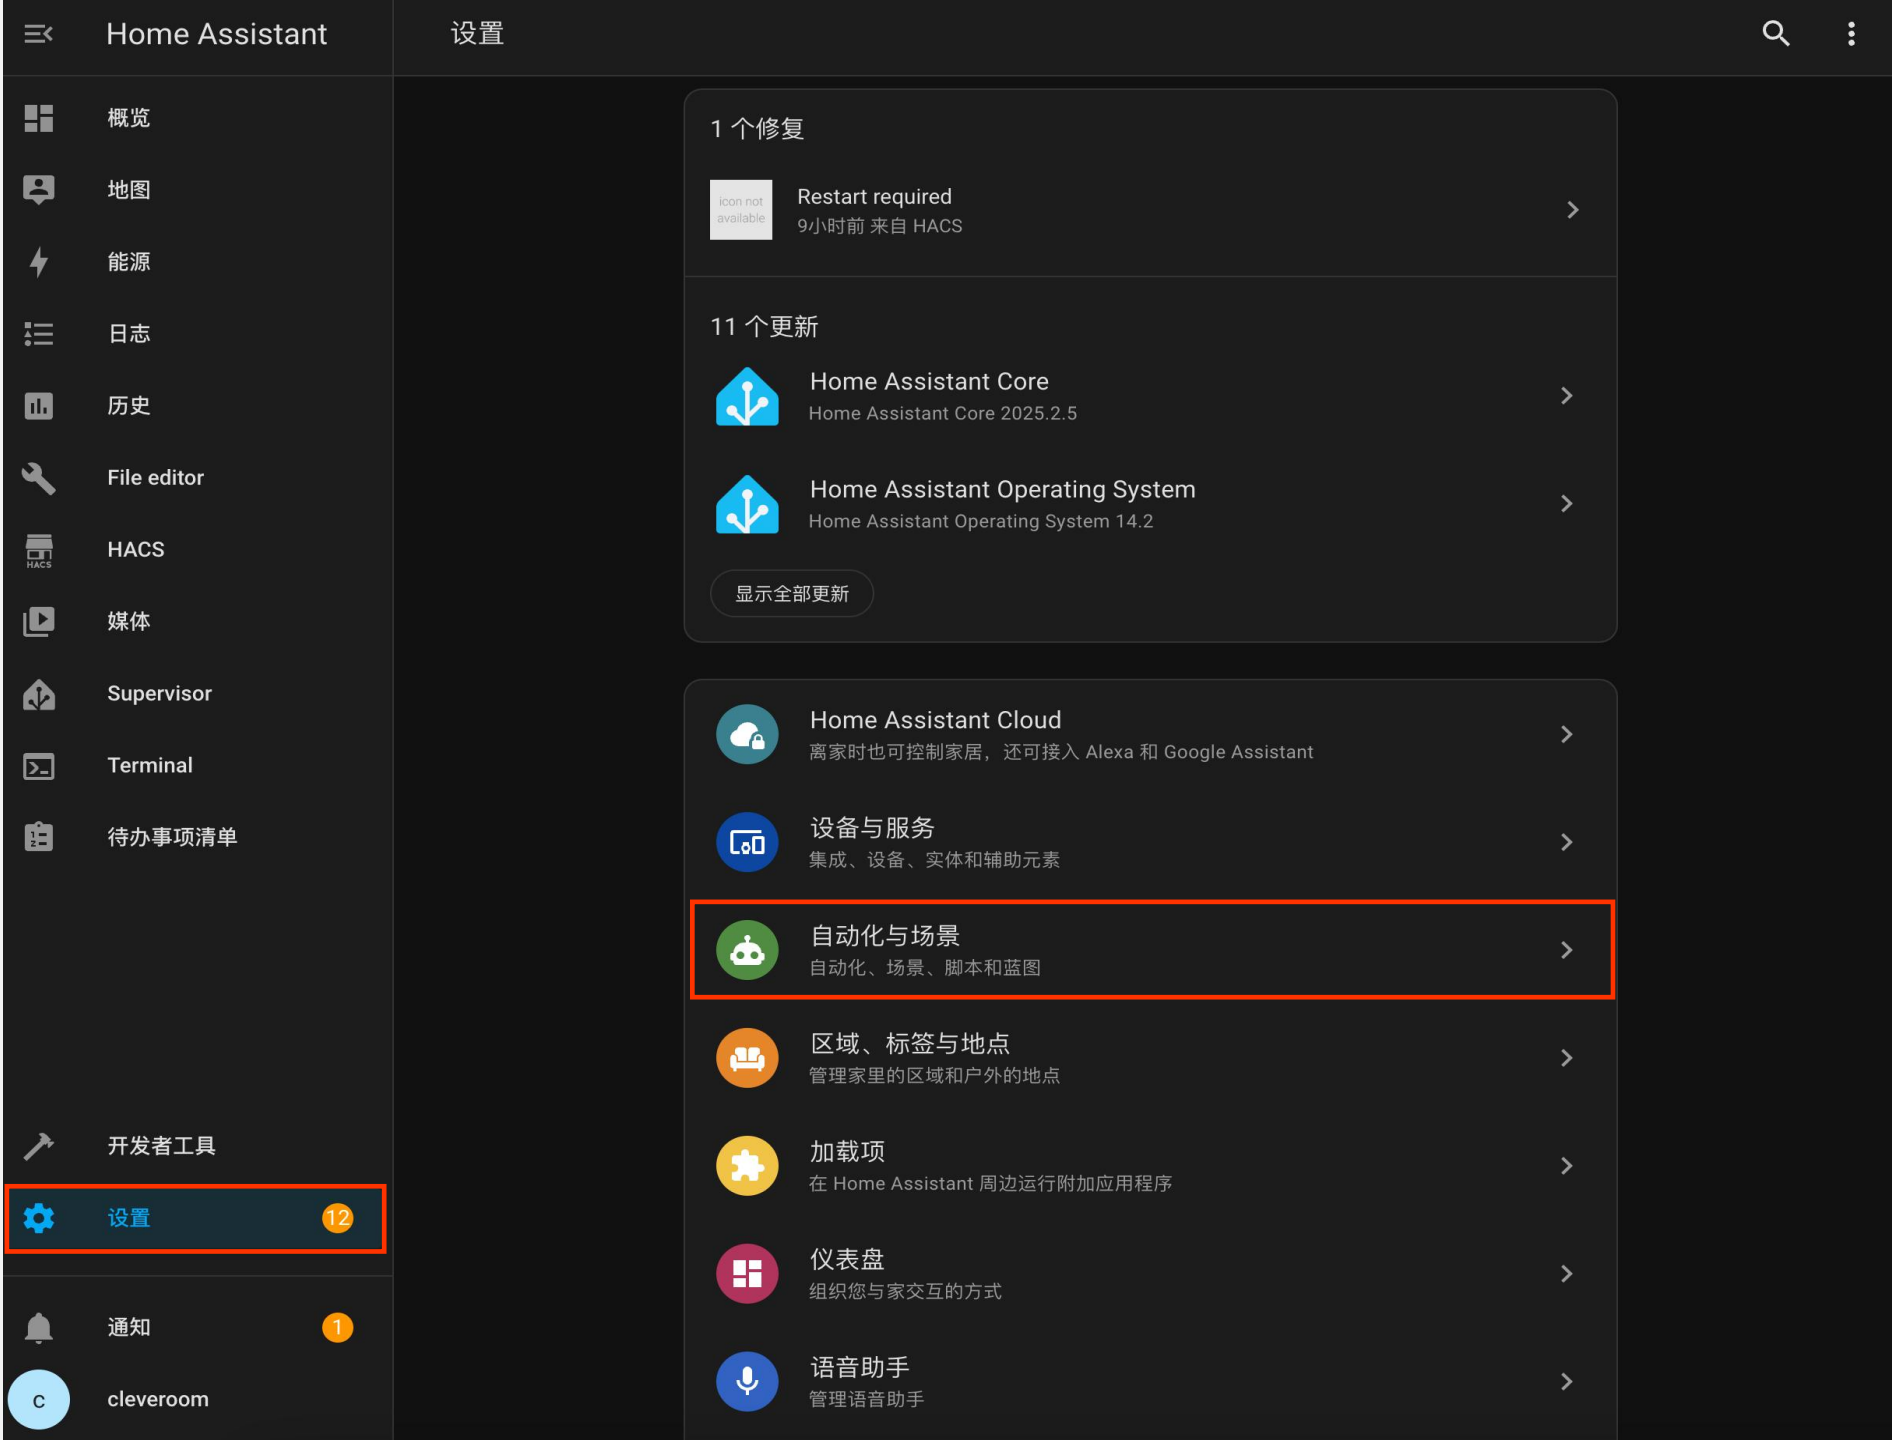 Home Assistant
设置
概览
地图
能源
日志
历史
File editor
HACS
HACS
媒体
Supervisor
Terminal
待办事项清单
开发者工具
设置
12
通知
1
c
cleveroom
1 个修复
icon not
available
Restart required
9小时前 来自 HACS
11 个更新
Home Assistant Core
Home Assistant Core 2025.2.5
Home Assistant Operating System
Home Assistant Operating System 14.2
显示全部更新
Home Assistant Cloud
离家时也可控制家居，还可接入 Alexa 和 Google Assistant
设备与服务
集成、设备、实体和辅助元素
自动化与场景
自动化、场景、脚本和蓝图
区域、标签与地点
管理家里的区域和户外的地点
加载项
在 Home Assistant 周边运行附加应用程序
仪表盘
组织您与家交互的方式
语音助手
管理语音助手